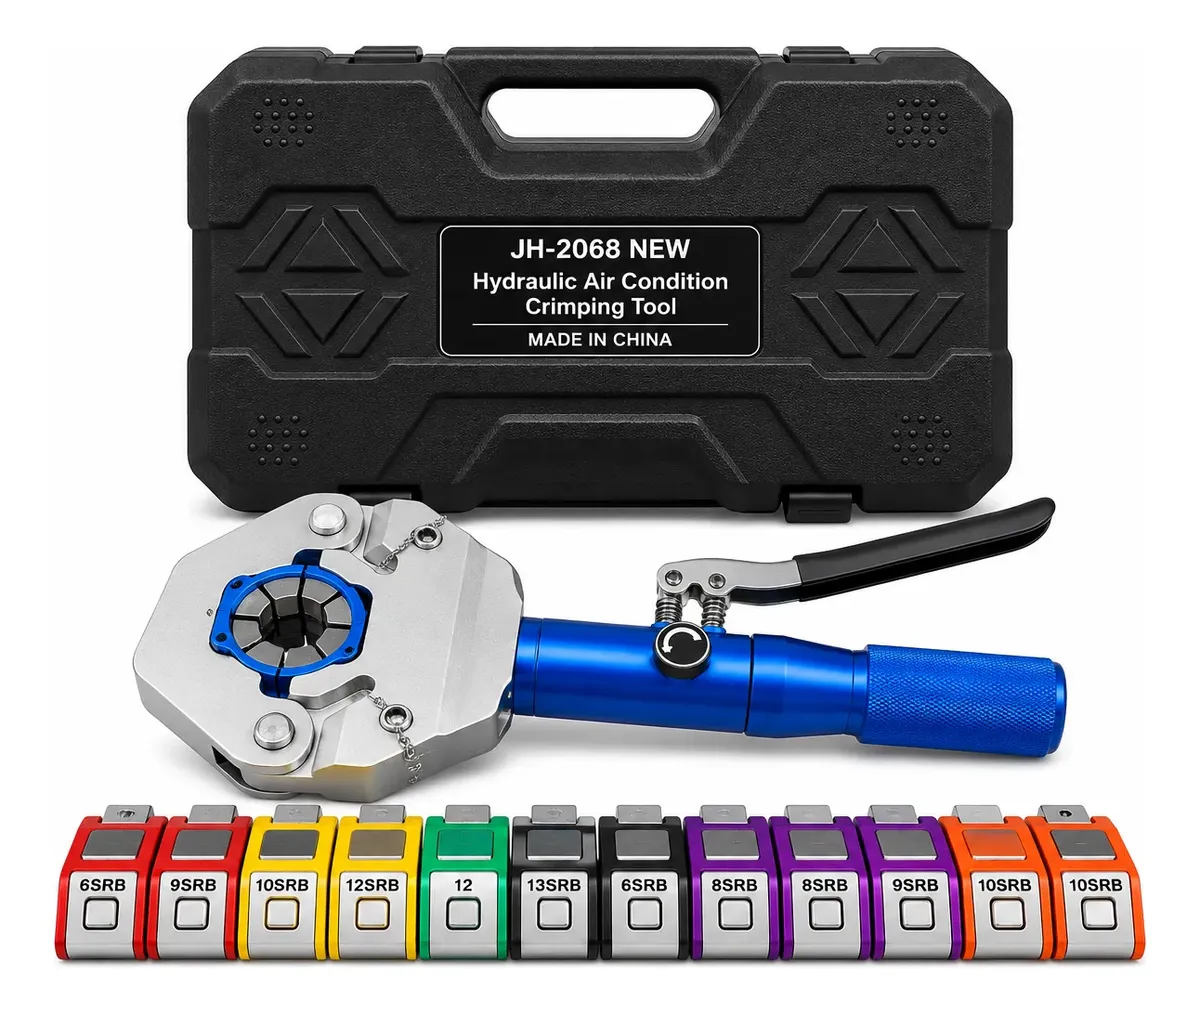 JH-2068 NEW
Hydraulic Air Condition
Crimping Tool
MADE IN CHINA
6SRB
9SRB
10SRB
12SRB
12
13SRB
6SRB
8SRB
8SRB
9SRB
10SRB
10SRB